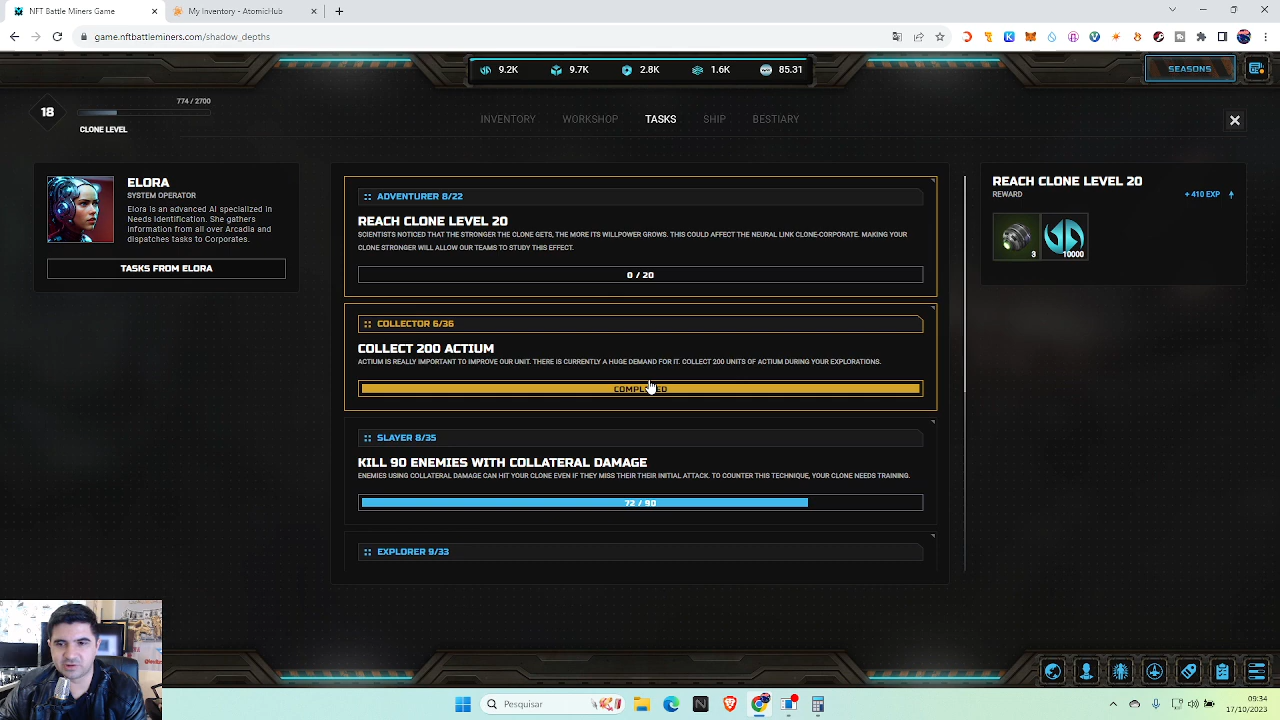 NFT Battle Miners Game
My Inventory - AtomicHub
game.nftbattleminers.com/shadow_depths
9.2K
9.7K
2.8K
1.6K
85.31
SEASONS
18
774 / 2700
CLONE LEVEL
INVENTORY
WORKSHOP
TASKS
SHIP
BESTIARY
ELORA
SYSTEM OPERATOR
Elora is an advanced AI specialized in
Needs Identification. She gathers
information from all over Arcadia and
dispatches tasks to Corporates.
TASKS FROM ELORA
ADVENTURER 8/22
REACH CLONE LEVEL 20
SCIENTISTS NOTICED THAT THE STRONGER THE CLONE GETS, THE MORE ITS WILLPOWER GROWS. THIS COULD AFFECT THE NEURAL LINK CLONE-CORPORATE. MAKING YOUR
CLONE STRONGER WILL ALLOW OUR TEAMS TO STUDY THIS EFFECT.
0 / 20
COLLECTOR 6/36
COLLECT 200 ACTIUM
ACTIUM IS REALLY IMPORTANT TO IMPROVE OUR UNIT. THERE IS CURRENTLY A HUGE DEMAND FOR IT. COLLECT 200 UNITS OF ACTIUM DURING YOUR EXPLORATIONS.
COMPLETED
SLAYER 8/35
KILL 90 ENEMIES WITH COLLATERAL DAMAGE
ENEMIES USING COLLATERAL DAMAGE CAN HIT YOUR CLONE EVEN IF THEY MISS THEIR THEIR INITIAL ATTACK. TO COUNTER THIS TECHNIQUE, YOUR CLONE NEEDS TRAINING.
72 / 90
EXPLORER 9/33
REACH CLONE LEVEL 20
REWARD
+ 410 EXP
3
10000
Pesquisar
09:34
17/10/2023